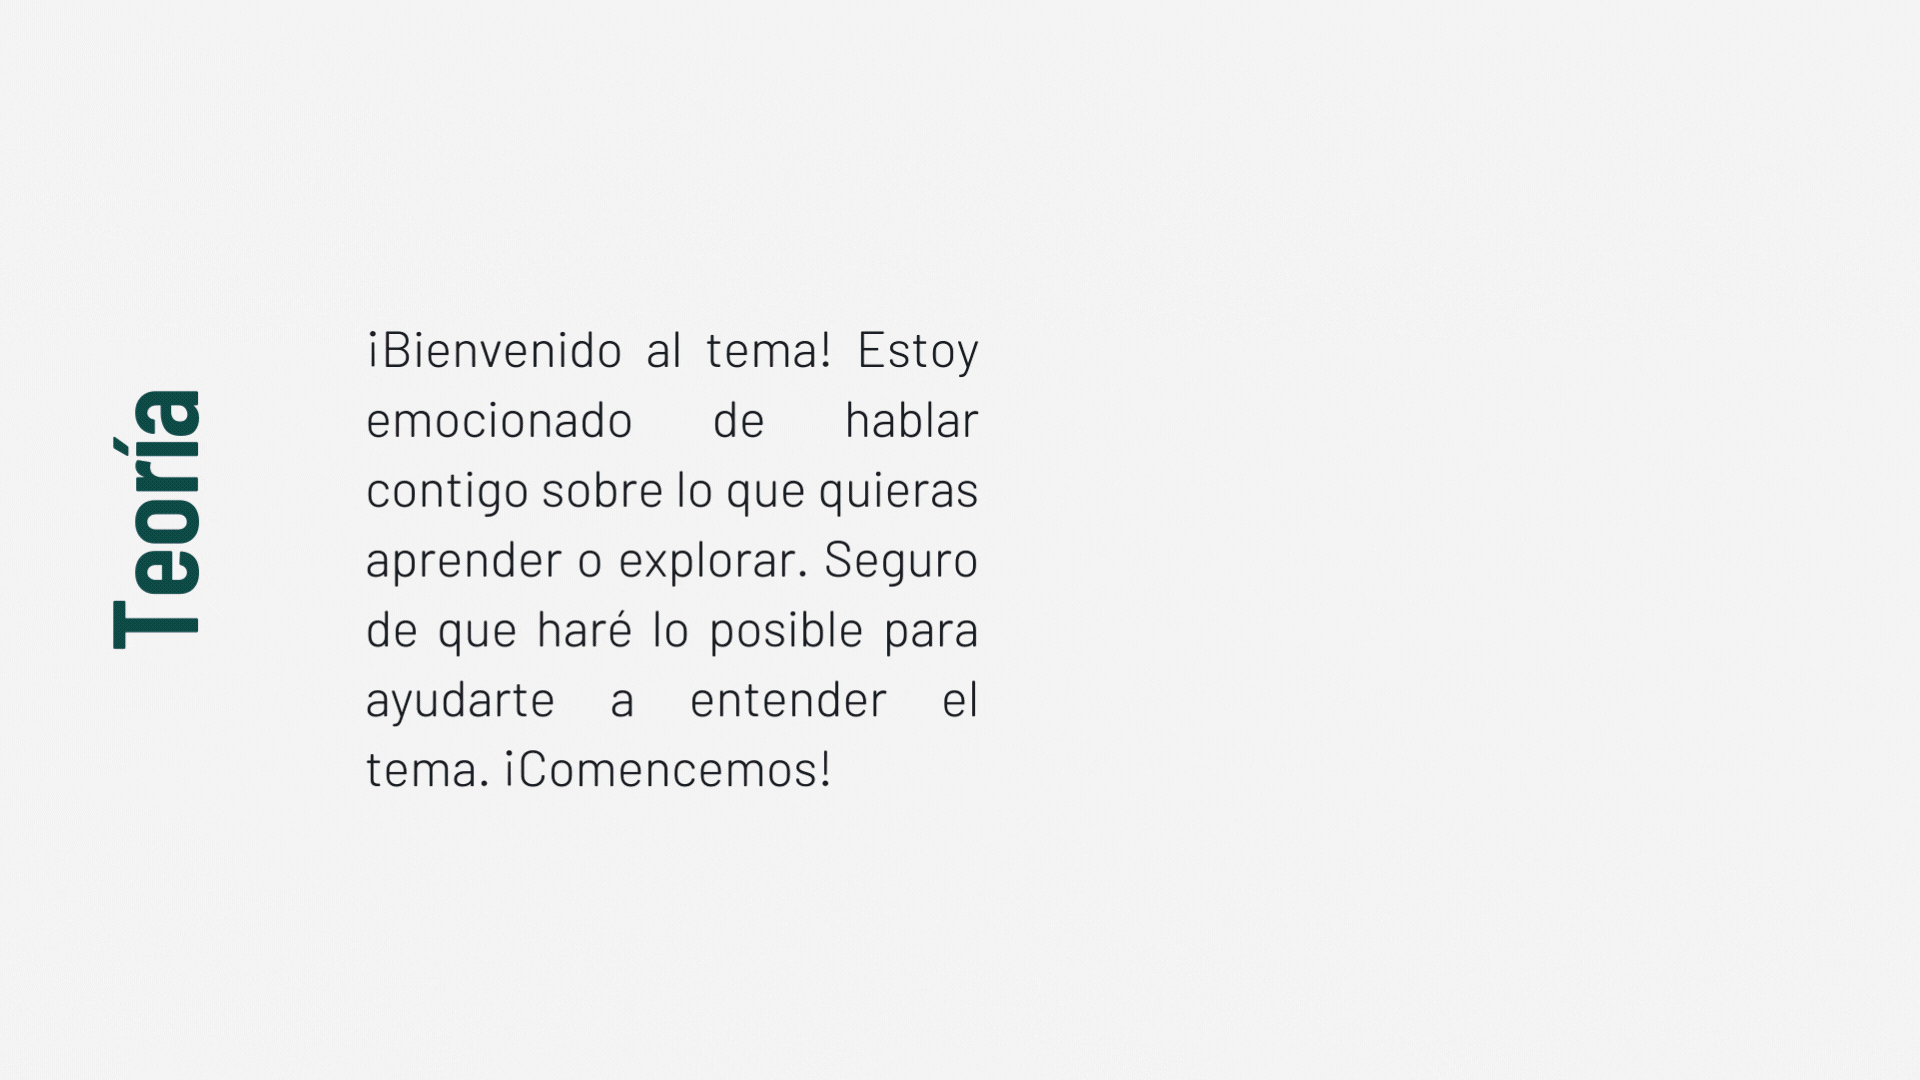 Teoría
¡Bienvenido al tema! Estoy
emocionado de hablar
contigo sobre lo que quieras
aprender o explorar. Seguro
de que haré lo posible para
ayudarte a entender el
tema. ¡Comencemos!